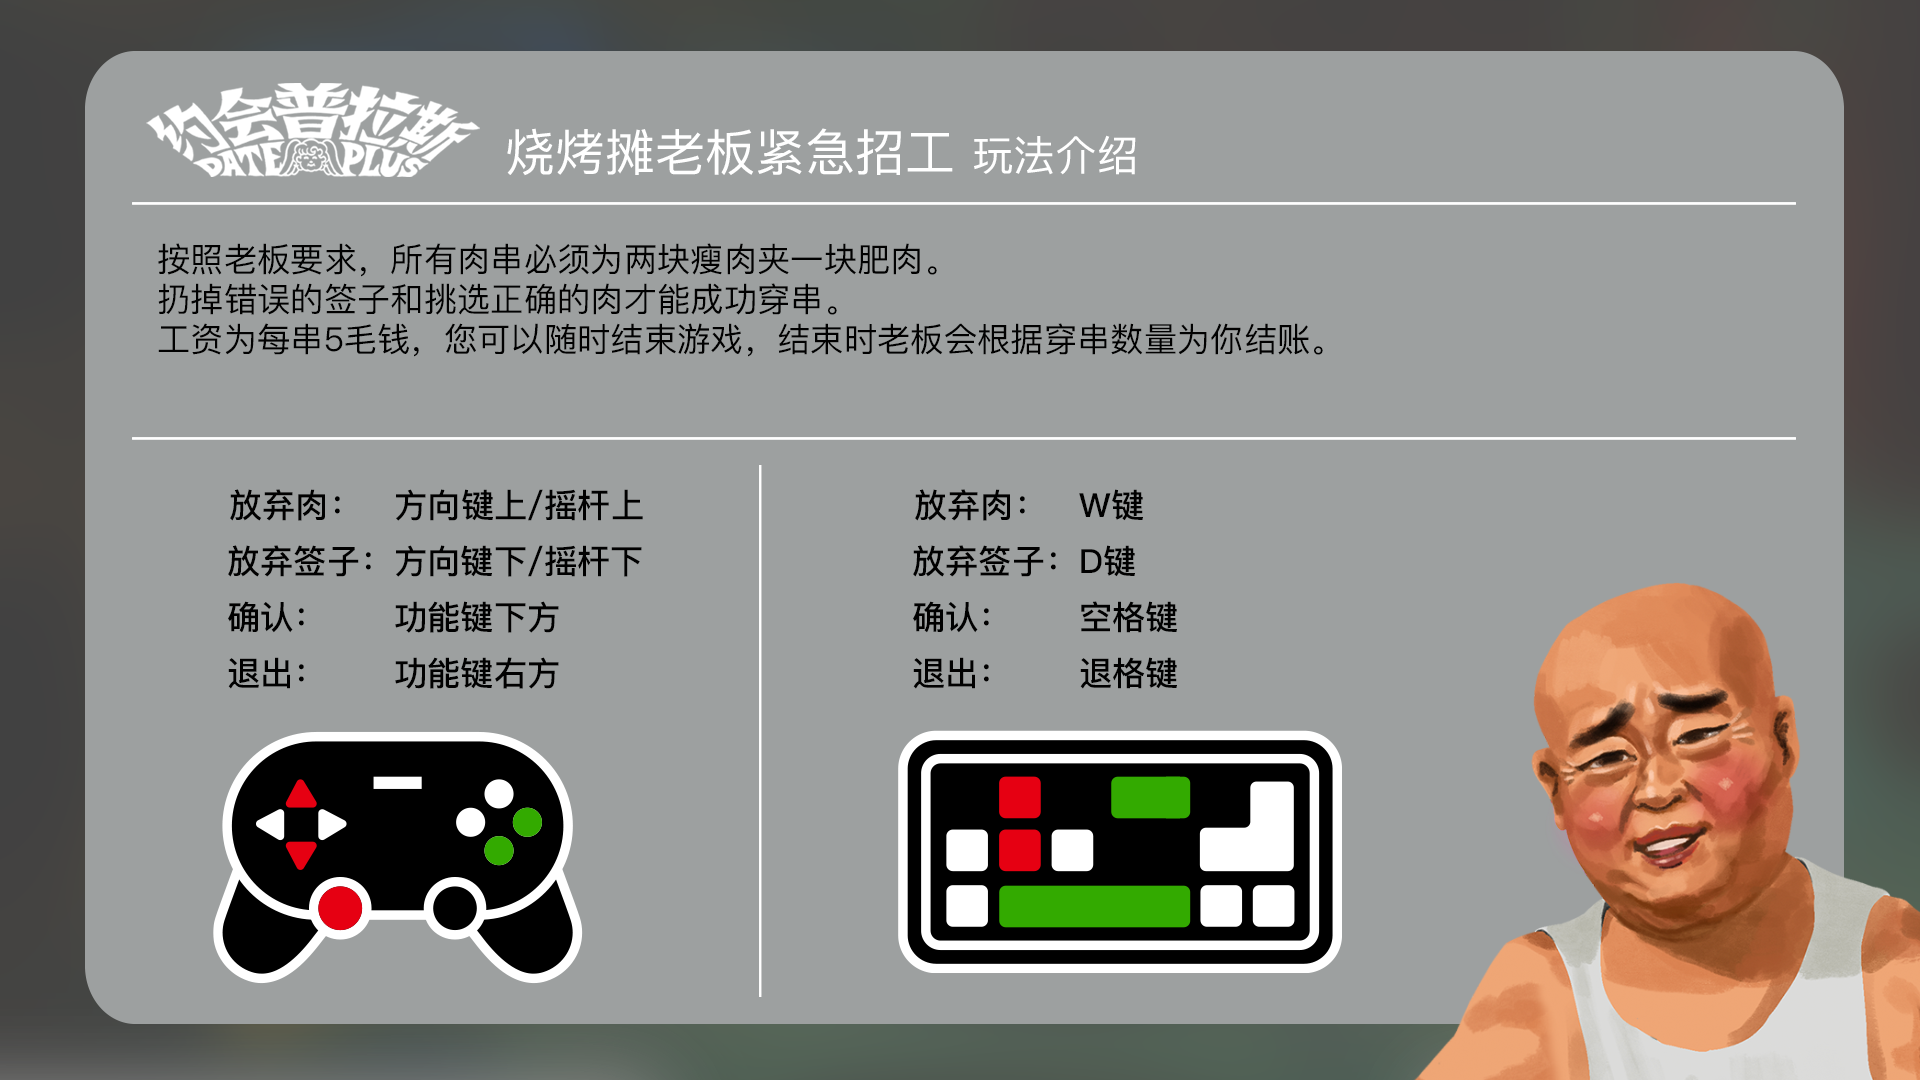 约会普拉斯
DATE PLUS
烧烤摊老板紧急招工 玩法介绍
按照老板要求，所有肉串必须为两块瘦肉夹一块肥肉。
扔掉错误的签子和挑选正确的肉才能成功穿串。
工资为每串5毛钱，您可以随时结束游戏，结束时老板会根据穿串数量为你结账。
放弃肉： 方向键上/摇杆上
放弃签子：方向键下/摇杆下
确认： 功能键下方
退出： 功能键右方
放弃肉： W键
放弃签子：D键
确认： 空格键
退出： 退格键